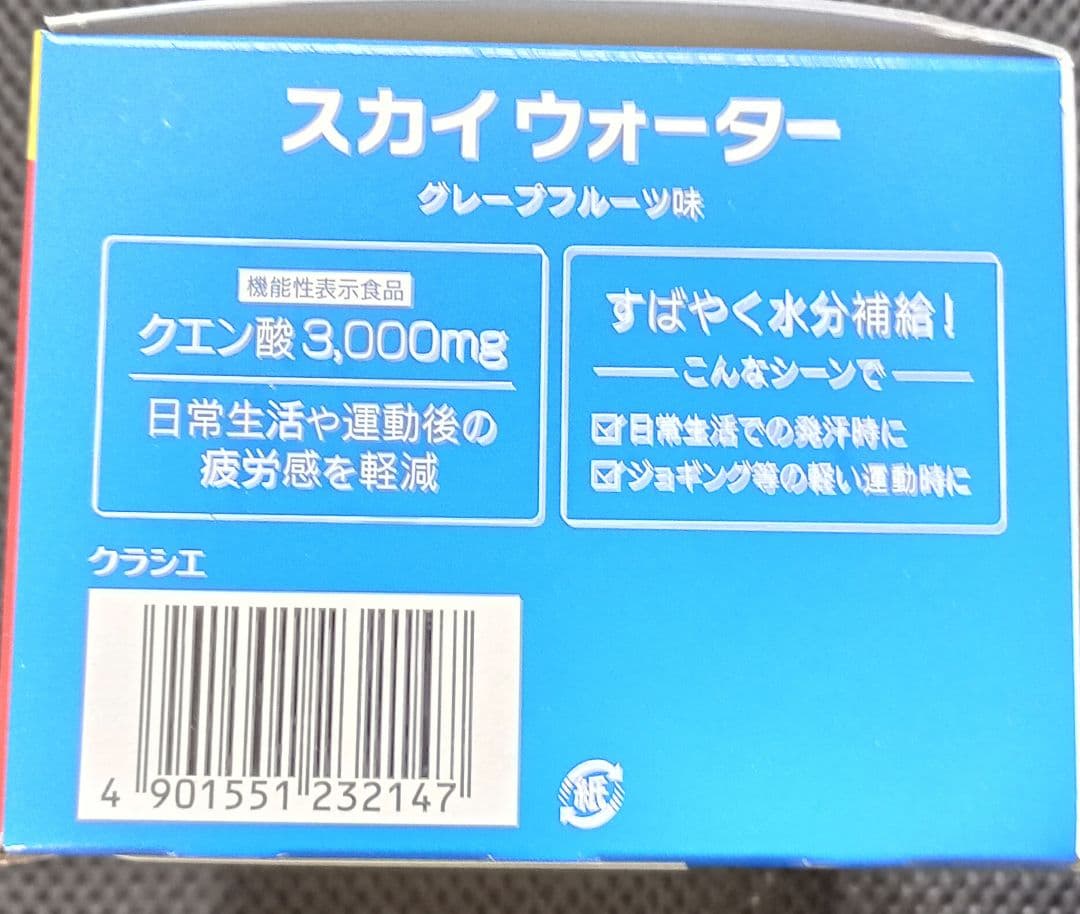 スカイウォーター
グレープフルーツ味
機能性表示食品
クエン酸3,000mg
日常生活や運動後の
疲労感を軽減
すばやく水分補給!
こんなシーンで
☑日常生活での発汗時に
☑ジョギング等の軽い運動時に
クラシエ
4 901551 232147
紙